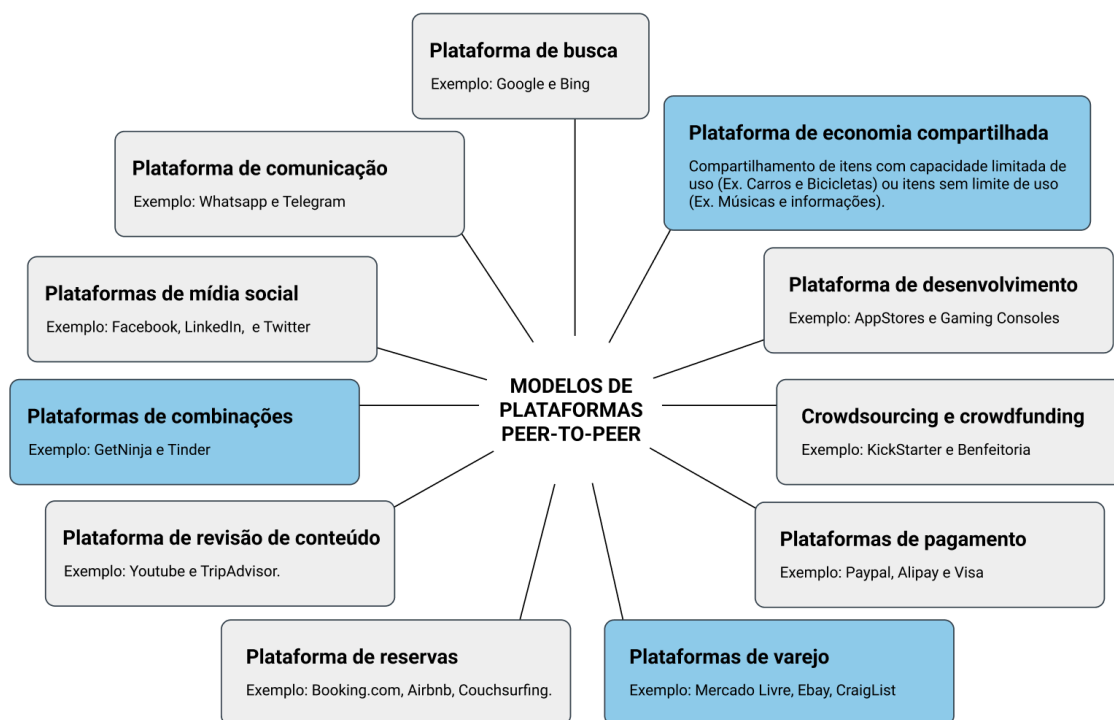 Plataforma de busca
Exemplo: Google e Bing
Plataforma de economia compartilhada
Compartilhamento de itens com capacidade limitada de
uso (Ex. Carros e Bicicletas) ou itens sem limite de uso
(Ex. Músicas e informações).
Plataforma de comunicação
Exemplo: Whatsapp e Telegram
Plataforma de desenvolvimento
Exemplo: AppStores e Gaming Consoles
Plataformas de mídia social
Exemplo: Facebook, LinkedIn,  e Twitter
MODELOS DE
PLATAFORMAS
PEER-TO-PEER
Plataformas de combinações
Exemplo: GetNinja e Tinder
Crowdsourcing e crowdfunding
Exemplo: KickStarter e Benfeitoria
Plataforma de revisão de conteúdo
Exemplo: Youtube e TripAdvisor.
Plataformas de pagamento
Exemplo: Paypal, Alipay e Visa
Plataforma de reservas
Exemplo: Booking.com, Airbnb, Couchsurfing.
Plataformas de varejo
Exemplo: Mercado Livre, Ebay, CraigList